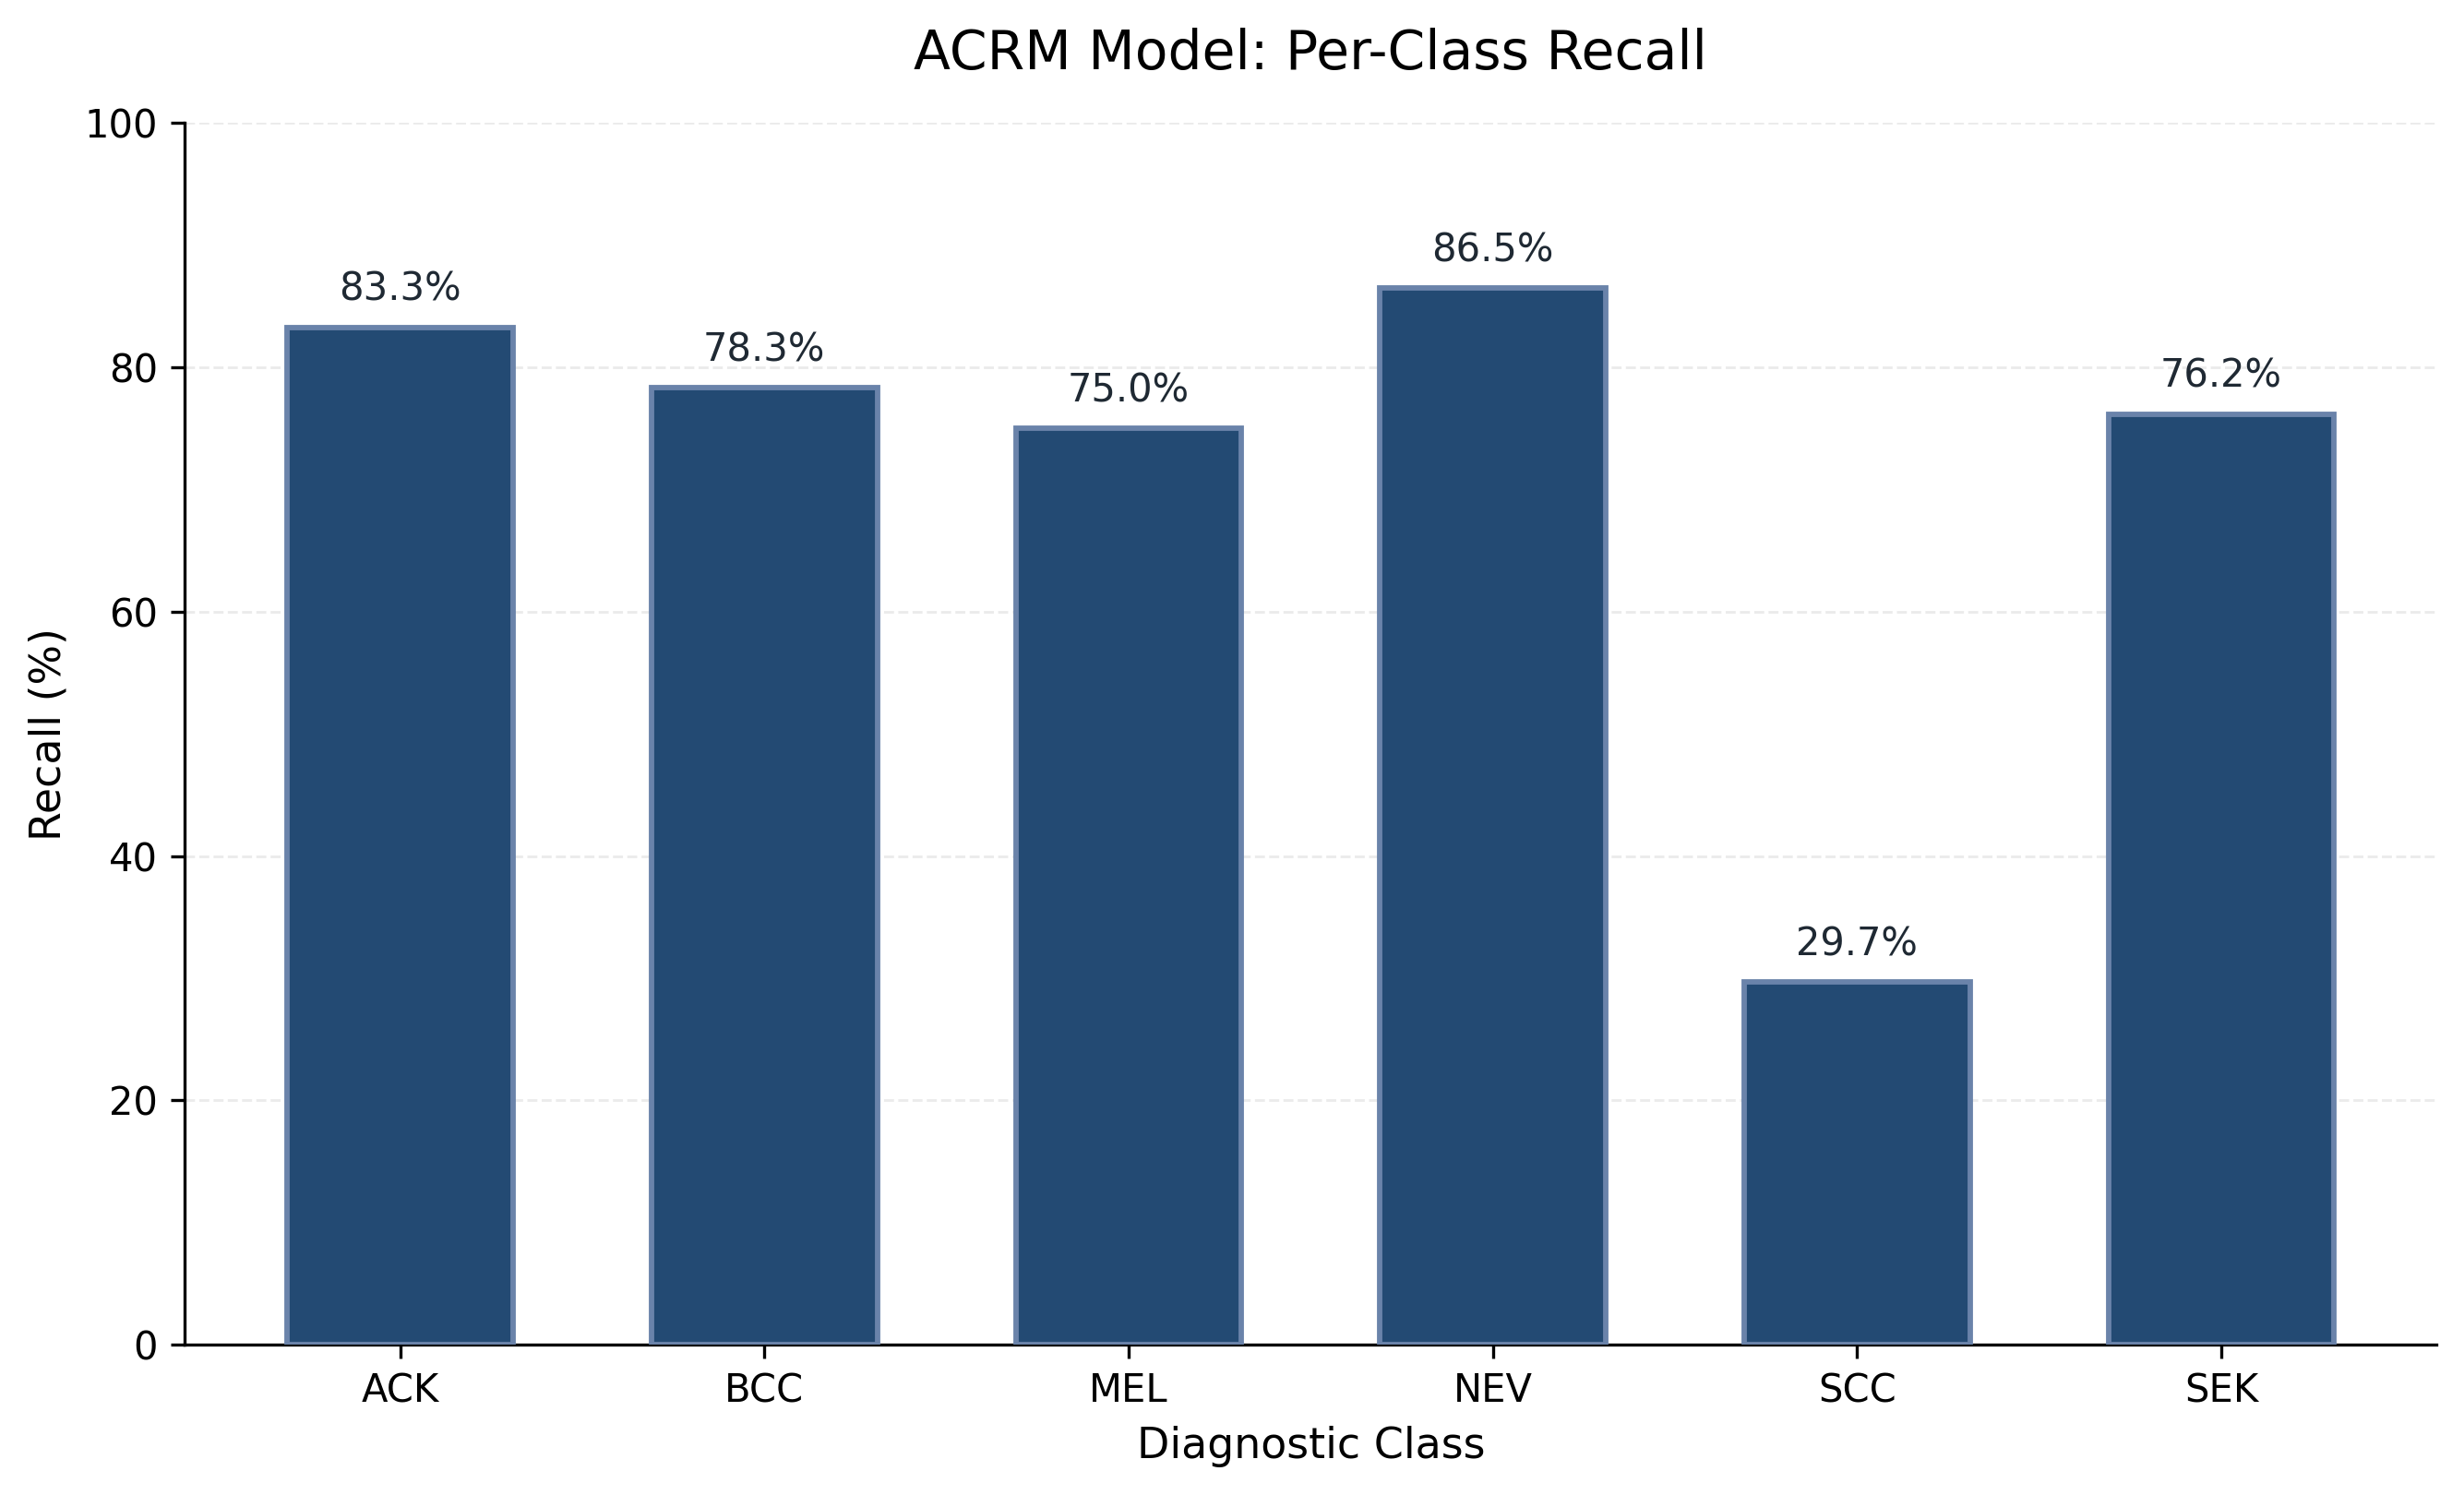 ACRM Model: Per-Class Recall
Recall (%)
100
80
60
40
20
0
83.3%
78.3%
75.0%
86.5%
29.7%
76.2%
ACK
BCC
MEL
NEV
SCC
SEK
Diagnostic Class